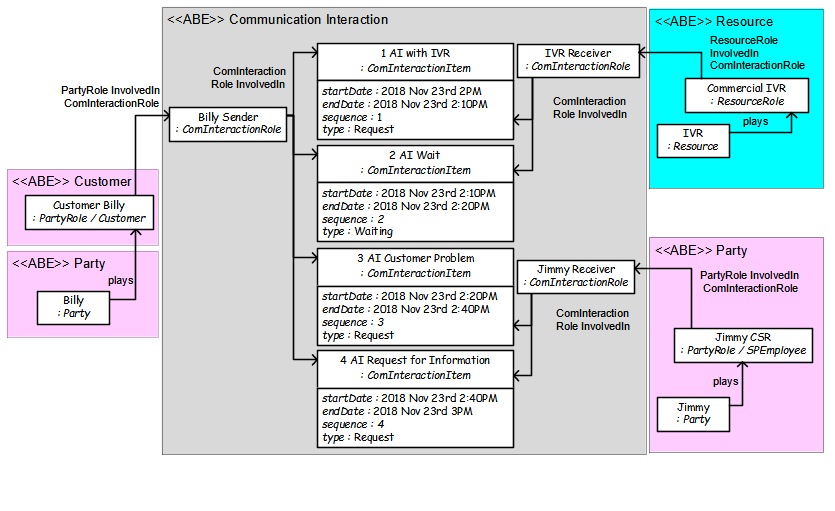 <<ABE>> Communication Interaction
<<ABE>> Resource
1 AI with IVR
: ComInteractionItem
startDate : 2018 Nov 23rd 2PM
endDate : 2018 Nov 23rd 2:10PM
sequence : 1
type : Request
IVR Receiver
: ComInteractionRole
ResourceRole
InvolvedIn
ComInteractionRole
Commercial IVR
: ResourceRole
plays
IVR
: Resource
ComInteraction
Role InvolvedIn
ComInteraction
Role InvolvedIn
PartyRole InvolvedIn
ComInteractionRole
Billy Sender
: ComInteractionRole
2 AI Wait
: ComInteractionItem
startDate : 2018 Nov 23rd 2:10PM
endDate : 2018 Nov 23rd 2:20PM
sequence : 2
type : Waiting
<<ABE>> Customer
Customer Billy
: PartyRole / Customer
<<ABE>> Party
plays
Billy
: Party
3 AI Customer Problem
: ComInteractionItem
startDate : 2018 Nov 23rd 2:20PM
endDate : 2018 Nov 23rd 2:40PM
sequence : 3
type : Request
Jimmy Receiver
: ComInteractionRole
ComInteraction
Role InvolvedIn
<<ABE>> Party
PartyRole InvolvedIn
ComInteractionRole
Jimmy CSR
: PartyRole / SPEmployee
plays
Jimmy
: Party
4 AI Request for Information
: ComInteractionItem
startDate : 2018 Nov 23rd 2:40PM
endDate : 2018 Nov 23rd 3PM
sequence : 4
type : Request